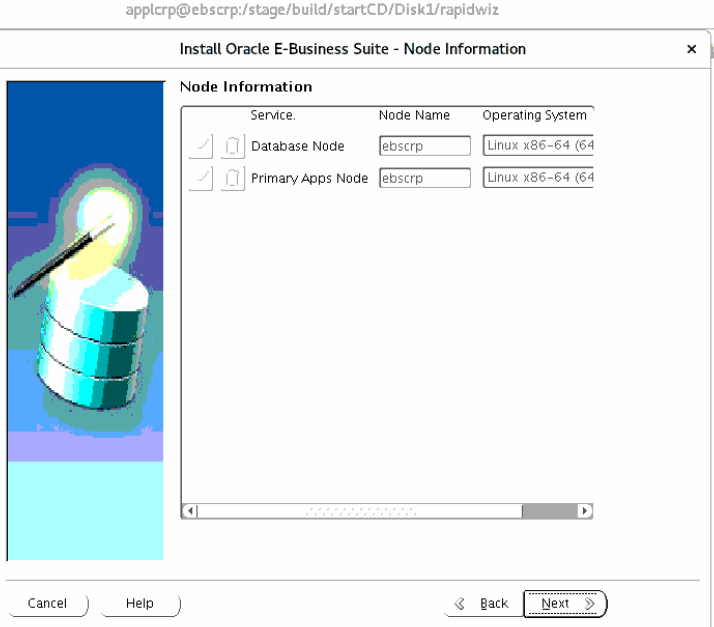 applcrp@ebscrp:/stage/build/startCD/Disk1/rapidwiz
Install Oracle E-Business Suite - Node Information
Node Information
Service. Node Name Operating System
Database Node ebscrp Linux x86-64 (64
Primary Apps Node ebscrp Linux x86-64 (64
Cancel Help Back Next